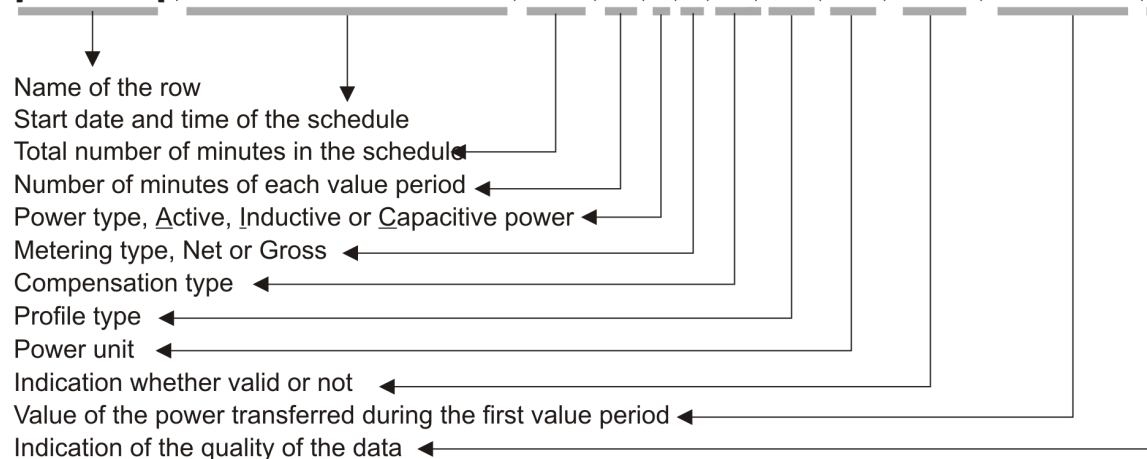 Name of the row
Start date and time of the schedule
Total number of minutes in the schedule
Number of minutes of each value period
Power type, Active, Inductive or Capacitive power
Metering type, Net or Gross
Compensation type
Profile type
Power unit
Indication whether valid or not
Value of the power transferred during the first value period
Indication of the quality of the data